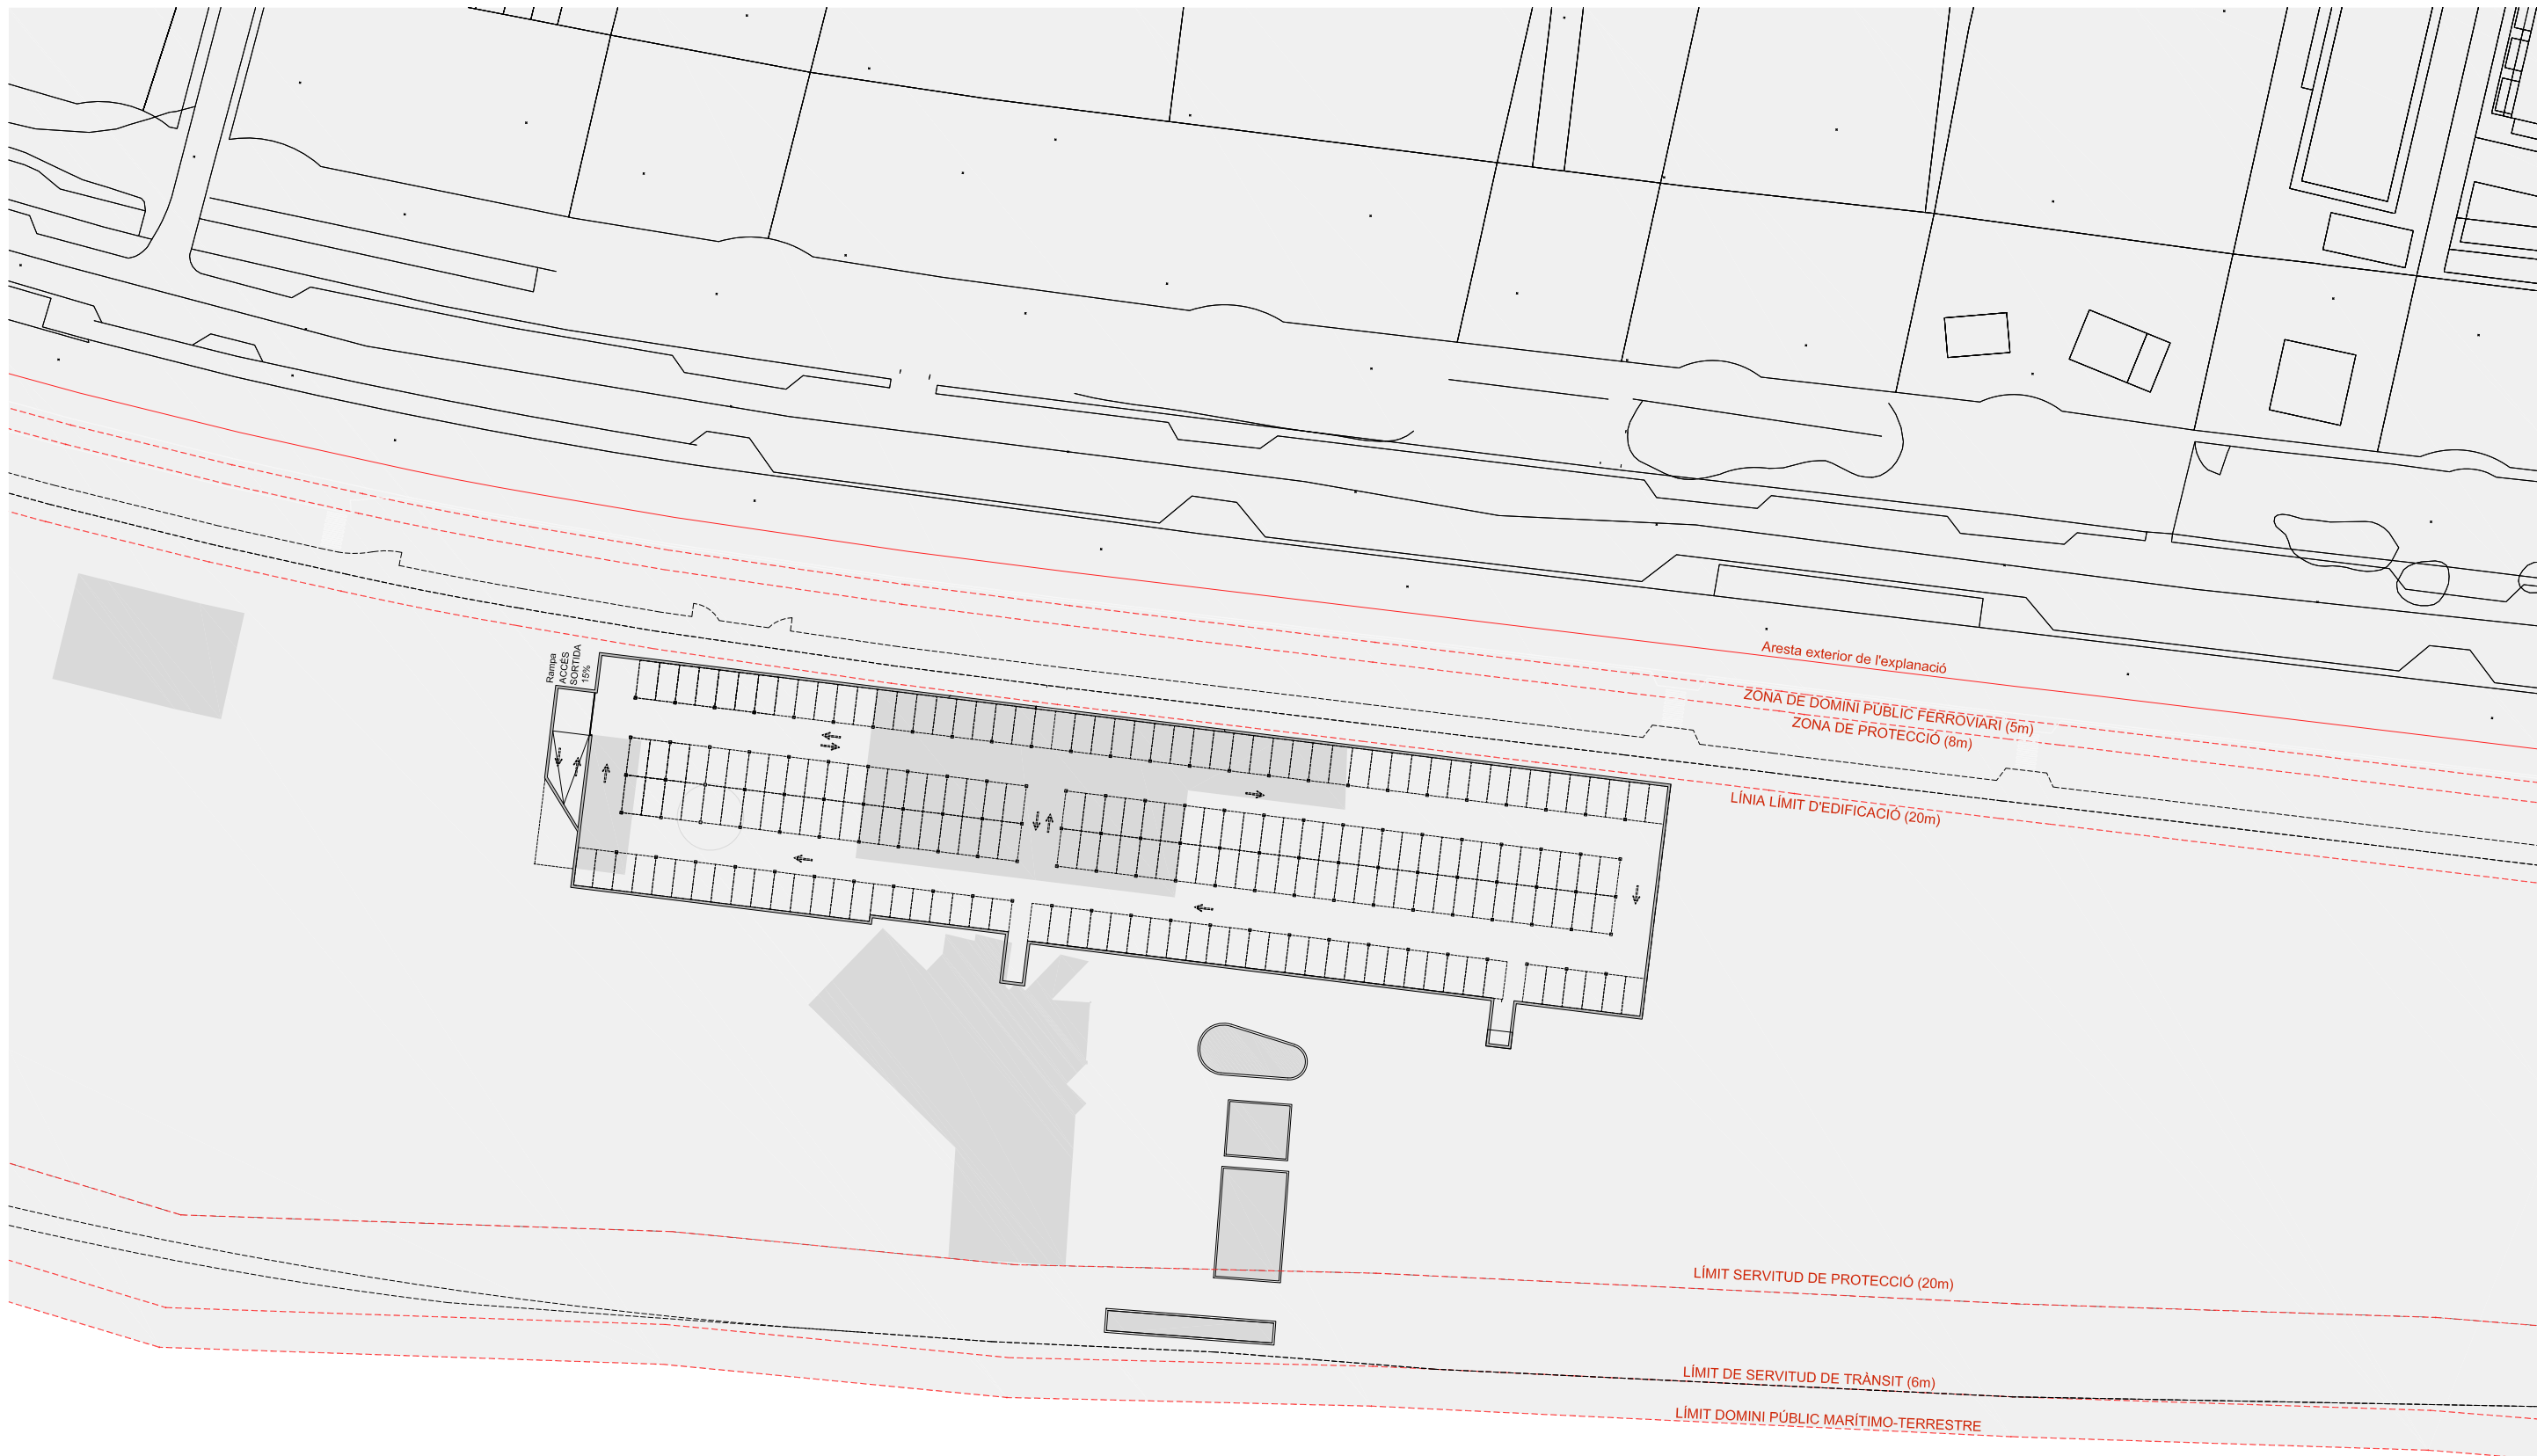 Rampa
ACCÉS
SORTIDA
15%
Aresta exterior de l'explanació
ZONA DE DOMINI PÚBLIC FERROVIARI (5m)
ZONA DE PROTECCIÓ (8m)
LÍNIA LÍMIT D'EDIFICACIÓ (20m)
LÍMIT SERVITUD DE PROTECCIÓ (20m)
LÍMIT DE SERVITUD DE TRÀNSIT (6m)
LÍMIT DOMINI PÚBLIC MARÍTIMO-TERRESTRE